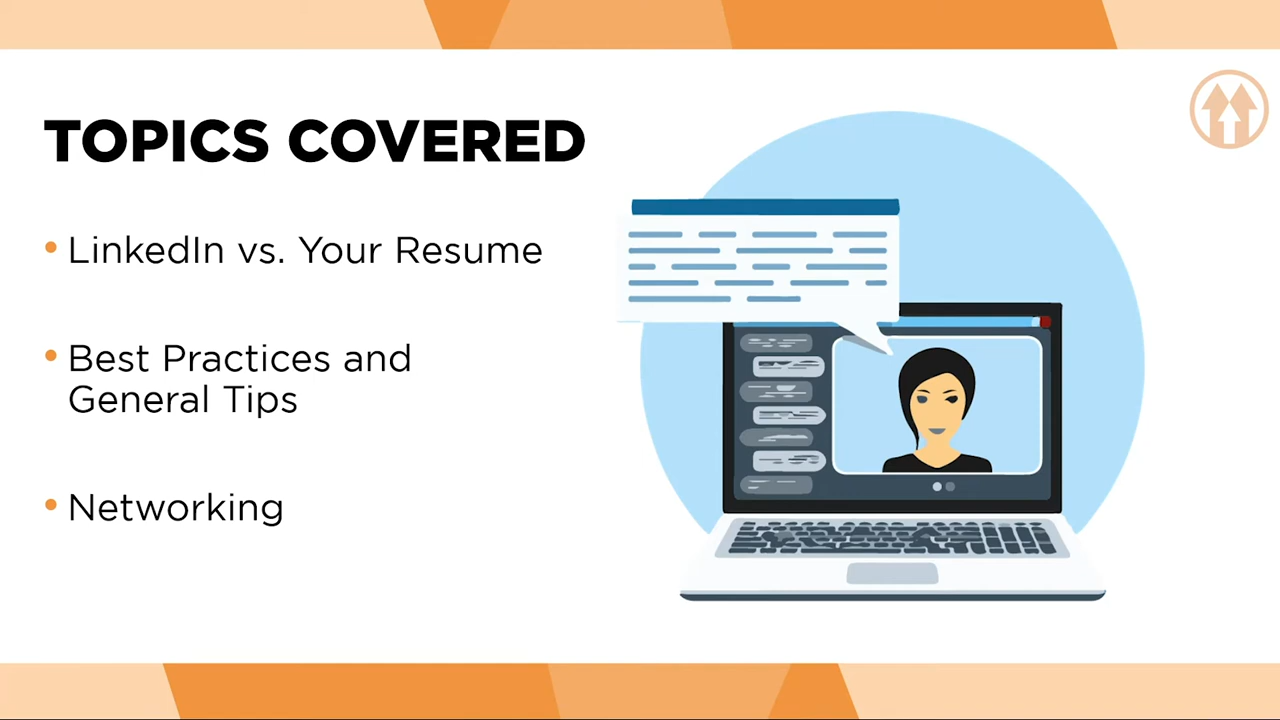 TOPICS COVERED
• LinkedIn vs. Your Resume
• Best Practices and
General Tips
• Networking